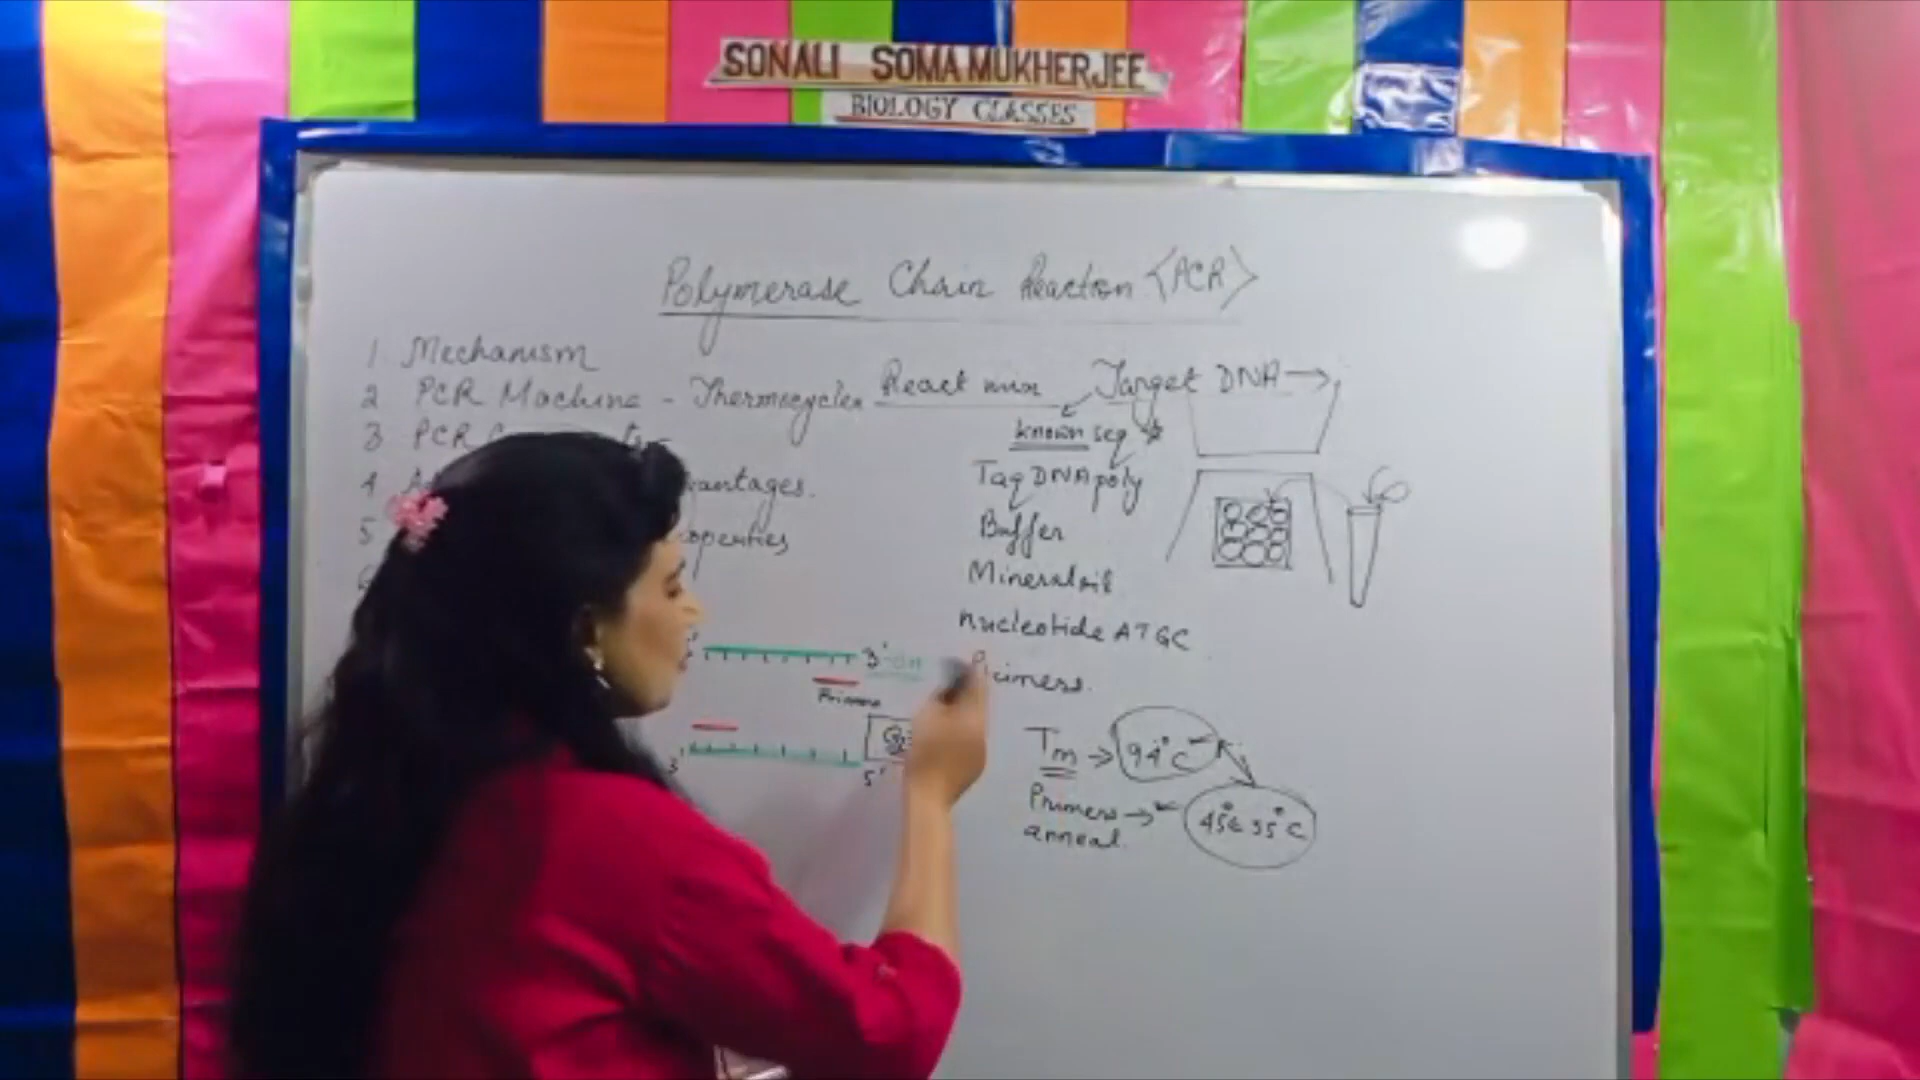 SONALI SOMA MUKHERJEE
BIOLOGY CLASSES
Polymerase Chain Reaction <PCR>
1 Mechanism
2 PCR Machine - Thermocycler
3 PCR
4
5
React mix
Target DNA →
known seq
Taq DNA poly
Buffer
Mineral oil
nucleotide ATGC
Primers.
3' OH
Primer
3' 5'
Tm → 94°C
Primers → 45° 55°C
anneal.